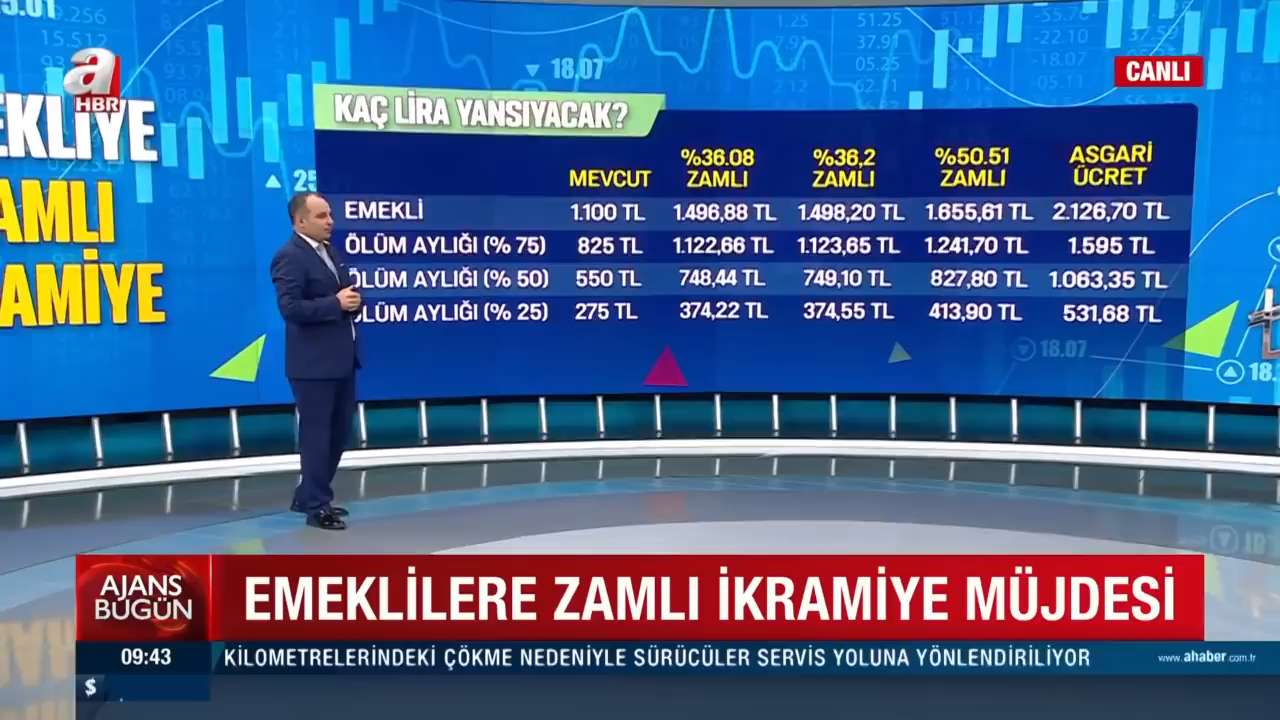 a
HBR
CANLI
EKLİYE
AMLI
RAMİYE
18.07
KAÇ LİRA YANSIYACAK?
MEVCUT %36.08 ZAMLI %36,2 ZAMLI %50.51 ZAMLI ASGARİ ÜCRET
EMEKLİ 1.100 TL 1.496,88 TL 1.498,20 TL 1.655,61 TL 2.126,70 TL
ÖLÜM AYLIĞI (% 75) 825 TL 1.122,66 TL 1.123,65 TL 1.241,70 TL 1.595 TL
ÖLÜM AYLIĞI (% 50) 550 TL 748,44 TL 749,10 TL 827,80 TL 1.063,35 TL
ÖLÜM AYLIĞI (% 25) 275 TL 374,22 TL 374,55 TL 413,90 TL 531,68 TL
18.07
AJANS
BUGÜN
EMEKLİLERE ZAMLI İKRAMİYE MÜJDESİ
09:43 KİLOMETRELERİNDEKİ ÇÖKME NEDENİYLE SÜRÜCÜLER SERVİS YOLUNA YÖNLENDİRİLİYOR www.ahaber.com.tr
$